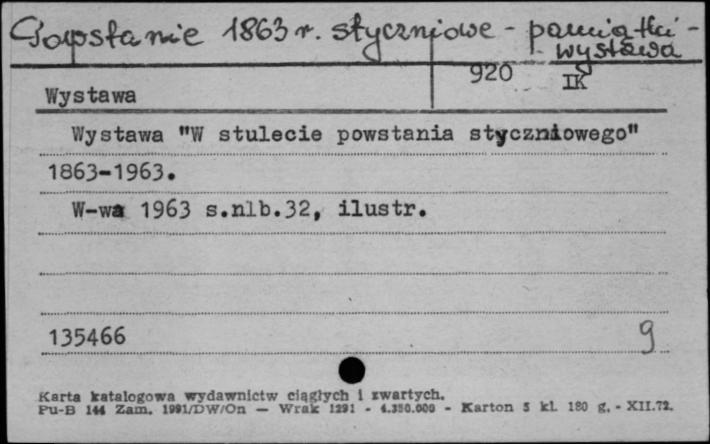 Powstanie 1863 r. styczniowe - pamiątki -
wystawa
920 IK
Wystawa
Wystawa "W stulecie powstania styczniowego"
1863-1963.
W-wa 1963 s.nlb.32, ilustr.
135466 g
Karta katalogowa wydawnictw ciągłych i zwartych.
Pu-B 144 Zam. 1991/DW/On — Wrak 1291 - 4.350.000 - Karton 5 kl. 180 g. - XII.72.